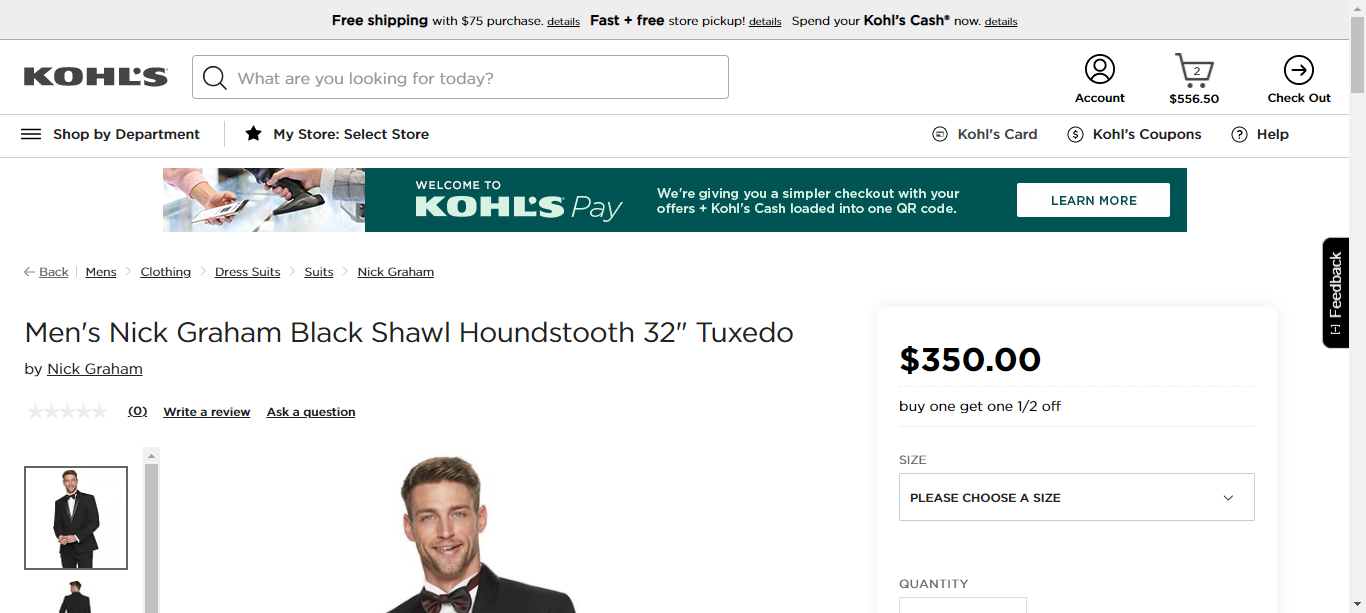 Free shipping with $75 purchase. details Fast + free store pickup! details Spend your Kohl's Cash® now. details
KOHL'S
What are you looking for today?
2
Account
$556.50
Check Out
Shop by Department
My Store: Select Store
Kohl's Card
Kohl's Coupons
Help
WELCOME TO
KOHL'S Pay
We're giving you a simpler checkout with your
offers + Kohl's Cash loaded into one QR code.
LEARN MORE
Back
Mens
Clothing
Dress Suits
Suits
Nick Graham
[-] Feedback
Men's Nick Graham Black Shawl Houndstooth 32" Tuxedo
by Nick Graham
(0)
Write a review
Ask a question
$350.00
buy one get one 1/2 off
SIZE
PLEASE CHOOSE A SIZE
QUANTITY